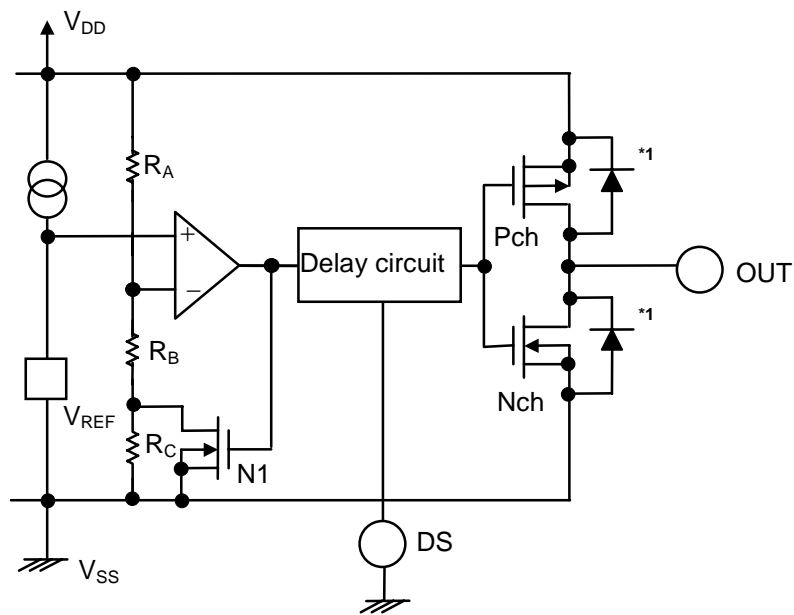 VDD
RA
*1
+
Pch
Delay circuit
OUT
−
*1
RB
Nch
VREF
RC
N1
DS
VSS